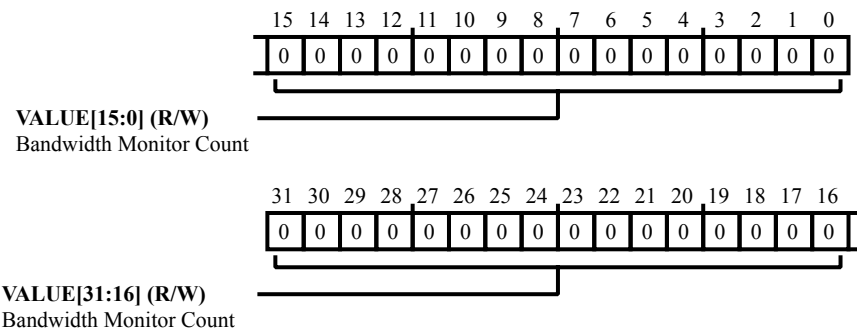 15 14 13 12 11 10 9 8 7 6 5 4 3 2 1 0
0 0 0 0 0 0 0 0 0 0 0 0 0 0 0 0
VALUE[15:0] (R/W)
Bandwidth Monitor Count
31 30 29 28 27 26 25 24 23 22 21 20 19 18 17 16
0 0 0 0 0 0 0 0 0 0 0 0 0 0 0 0
VALUE[31:16] (R/W)
Bandwidth Monitor Count